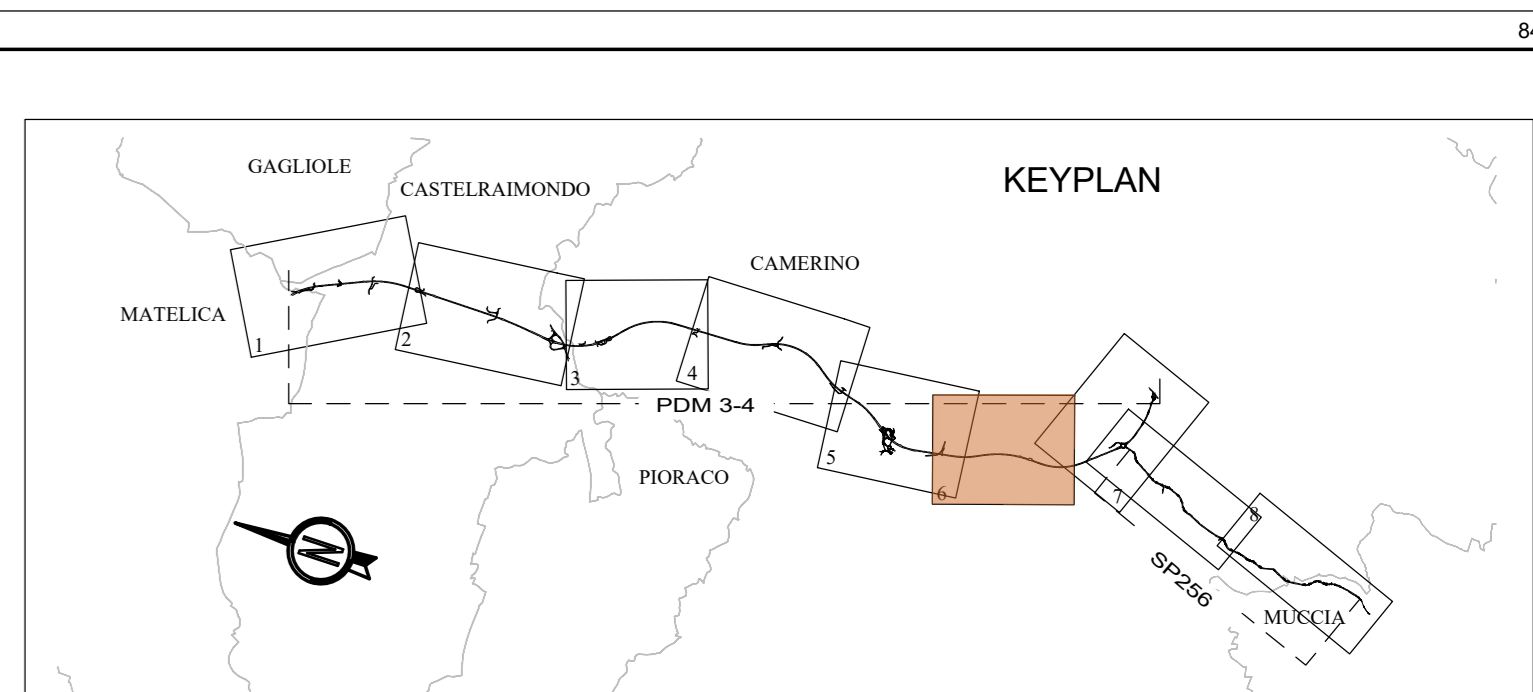 84
KEYPLAN
GAGLIOLE
CASTELRAIMONDO
CAMERINO
MATELICA
1
2
3
4
PDM 3-4
5
PIORACO
6
7
8
SP256
MUCCIA
N